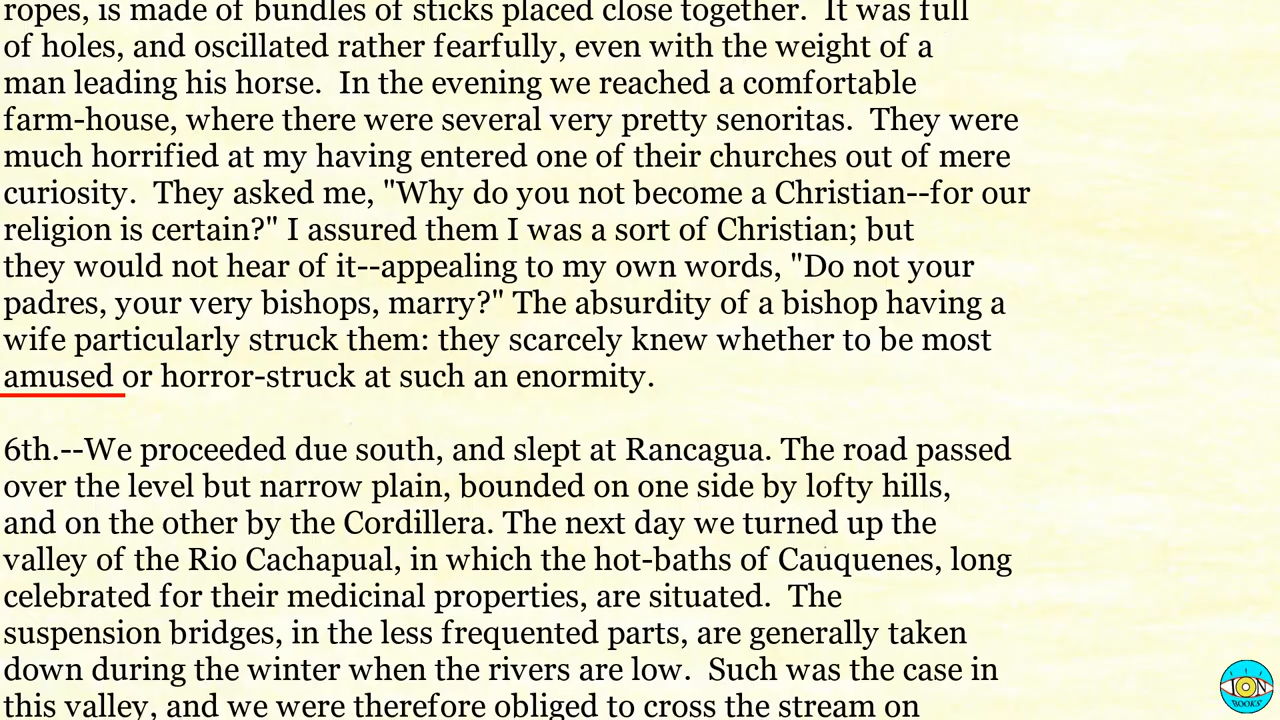 ropes, is made of bundles of sticks placed close together.  It was full
of holes, and oscillated rather fearfully, even with the weight of a
man leading his horse.  In the evening we reached a comfortable
farm-house, where there were several very pretty senoritas.  They were
much horrified at my having entered one of their churches out of mere
curiosity.  They asked me, "Why do you not become a Christian--for our
religion is certain?" I assured them I was a sort of Christian; but
they would not hear of it--appealing to my own words, "Do not your
padres, your very bishops, marry?" The absurdity of a bishop having a
wife particularly struck them: they scarcely knew whether to be most
amused or horror-struck at such an enormity.
6th.--We proceeded due south, and slept at Rancagua. The road passed
over the level but narrow plain, bounded on one side by lofty hills,
and on the other by the Cordillera. The next day we turned up the
valley of the Rio Cachapual, in which the hot-baths of Cauquenes, long
celebrated for their medicinal properties, are situated.  The
suspension bridges, in the less frequented parts, are generally taken
down during the winter when the rivers are low.  Such was the case in
this valley, and we were therefore obliged to cross the stream on
ION
BOOKS